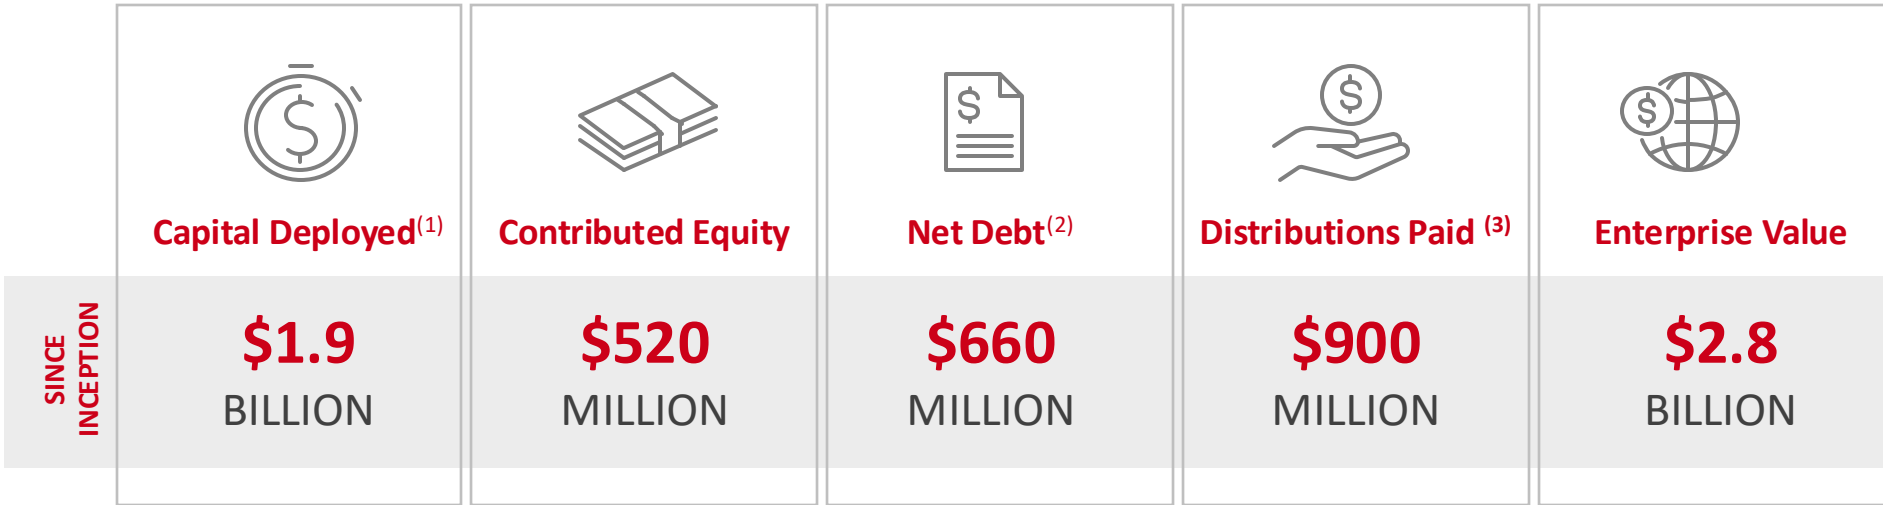 Capital Deployed(1)
Contributed Equity
Net Debt(2)
Distributions Paid (3)
Enterprise Value
SINCE
INCEPTION
$1.9
BILLION
$520
MILLION
$660
MILLION
$900
MILLION
$2.8
BILLION